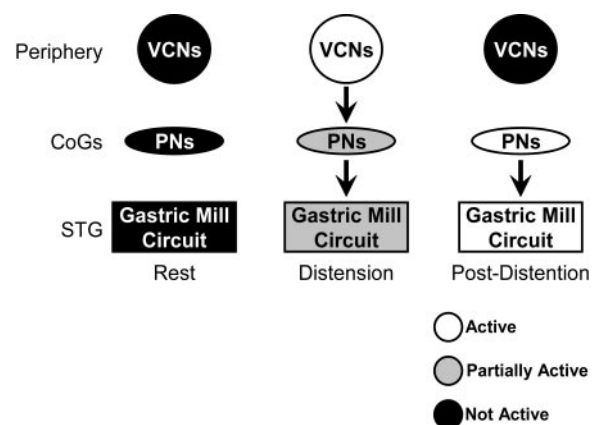 Periphery VCNs VCNs VCNs
CoGs PNs PNs PNs
STG
Gastric Mill Gastric Mill Gastric Mill
Circuit Circuit Circuit
Rest Distension Post-Distention
Active
Partially Active
Not Active